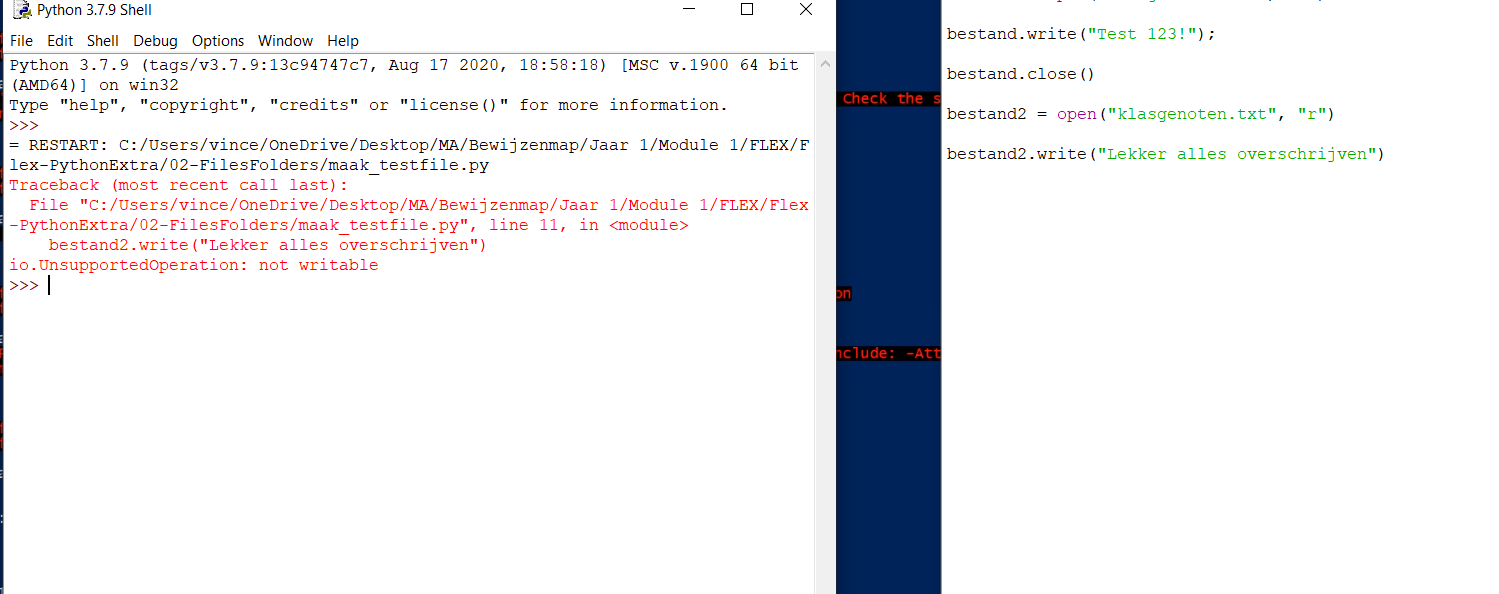 Python 3.7.9 Shell
File Edit Shell Debug Options Window Help
Python 3.7.9 (tags/v3.7.9:13c94747c7, Aug 17 2020, 18:58:18) [MSC v.1900 64 bit
(AMD64)] on win32
Type "help", "copyright", "credits" or "license()" for more information.
>>>
= RESTART: C:/Users/vince/OneDrive/Desktop/MA/Bewijzenmap/Jaar 1/Module 1/FLEX/F
lex-PythonExtra/02-FilesFolders/maak_testfile.py
Traceback (most recent call last):
  File "C:/Users/vince/OneDrive/Desktop/MA/Bewijzenmap/Jaar 1/Module 1/FLEX/Flex
-PythonExtra/02-FilesFolders/maak_testfile.py", line 11, in <module>
    bestand2.write("Lekker alles overschrijven")
io.UnsupportedOperation: not writable
>>>
Check the s
on
nclude: -Att
bestand.write("Test 123!");
bestand.close()
bestand2 = open("klasgenoten.txt", "r")
bestand2.write("Lekker alles overschrijven")